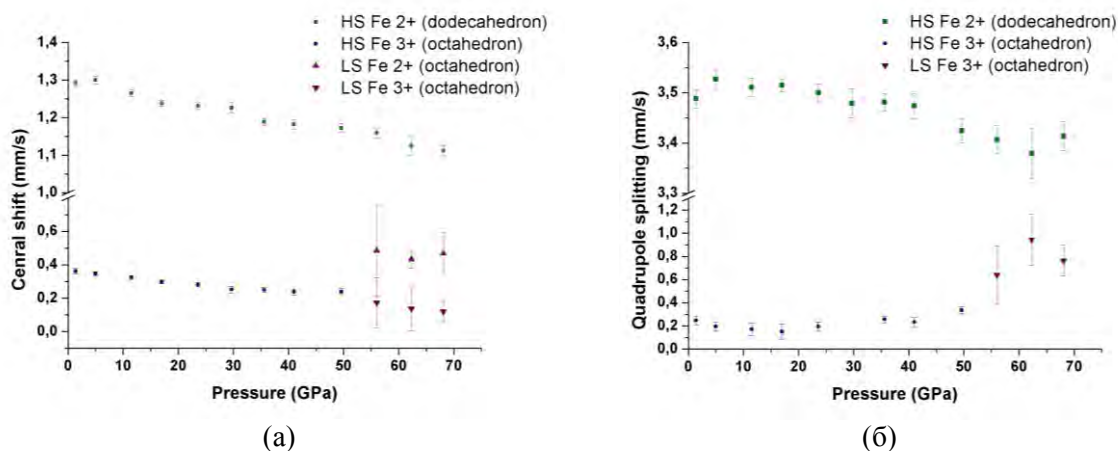 HS Fe 2+ (dodecahedron)
HS Fe 3+ (octahedron)
LS Fe 2+ (octahedron)
LS Fe 3+ (octahedron)
1,4
1,3
1,2
1,1
1,0
0,6
0,4
0,2
0,0
Cenral shift (mm/s)
0 10 20 30 40 50 60 70
Pressure (GPa)
(а)
HS Fe 2+ (dodecahedron)
HS Fe 3+ (octahedron)
LS Fe 3+ (octahedron)
3,6
3,5
3,4
3,3
1,2
1,0
0,8
0,6
0,4
0,2
0,0
Quadrupole splitting (mm/s)
0 10 20 30 40 50 60 70
Pressure (GPa)
(б)